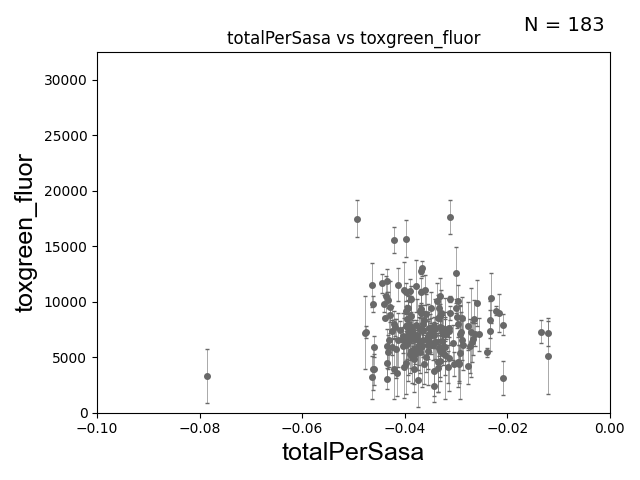 N = 183
totalPerSasa vs toxgreen_fluor
30000
25000
20000
15000
10000
5000
0
toxgreen_fluor
−0.10 −0.08 −0.06 −0.04 −0.02 0.00
totalPerSasa